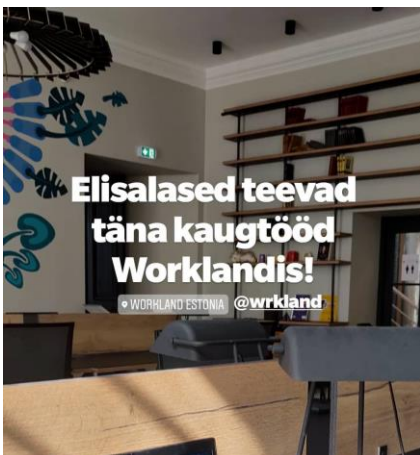 Elisalased teevad
täna kaugtööd
Worklandis!
WORKLAND ESTONIA @wrkland